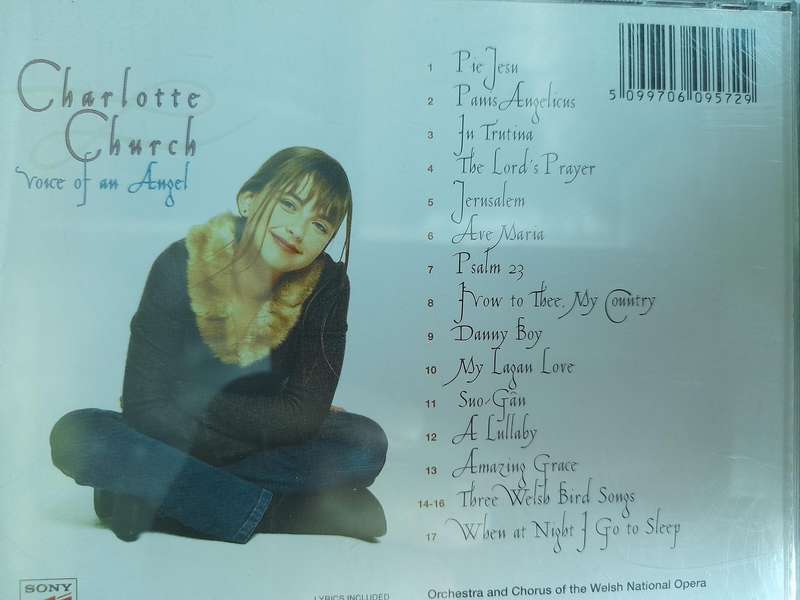 Charlotte
Church
Voice of an Angel
1 Pie Jesu
2 Panis Angelicus
3 In Trutina
4 The Lord's Prayer
5 Jerusalem
6 Ave Maria
7 Psalm 23
8 I Vow to Thee, My Country
9 Danny Boy
10 My Lagan Love
11 Suo-Gân
12 A Lullaby
13 Amazing Grace
14-16 Three Welsh Bird Songs
17 When at Night I Go to Sleep
5 099706 095729
SONY
LYRICS INCLUDED
Orchestra and Chorus of the Welsh National Opera